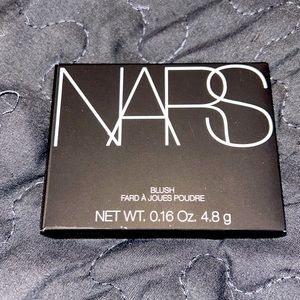 NARS
BLUSH
FARD À JOUES POUDRE
NET WT. 0.16 Oz. 4.8 g